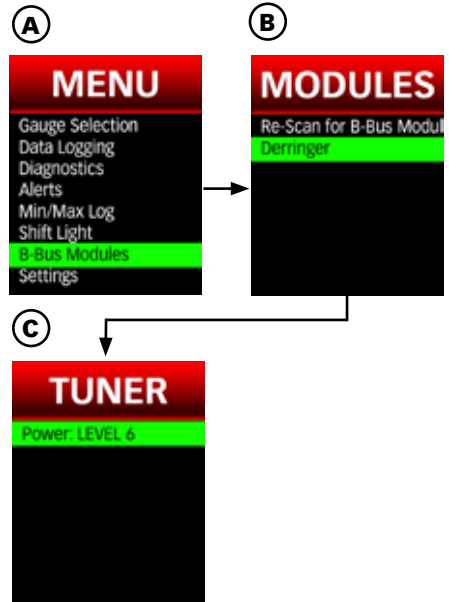 A
MENU
Gauge Selection
Data Logging
Diagnostics
Alerts
Min/Max Log
Shift Light
B-Bus Modules
Settings
B
MODULES
Re-Scan for B-Bus Modul
Derringer
C
TUNER
Power: LEVEL 6